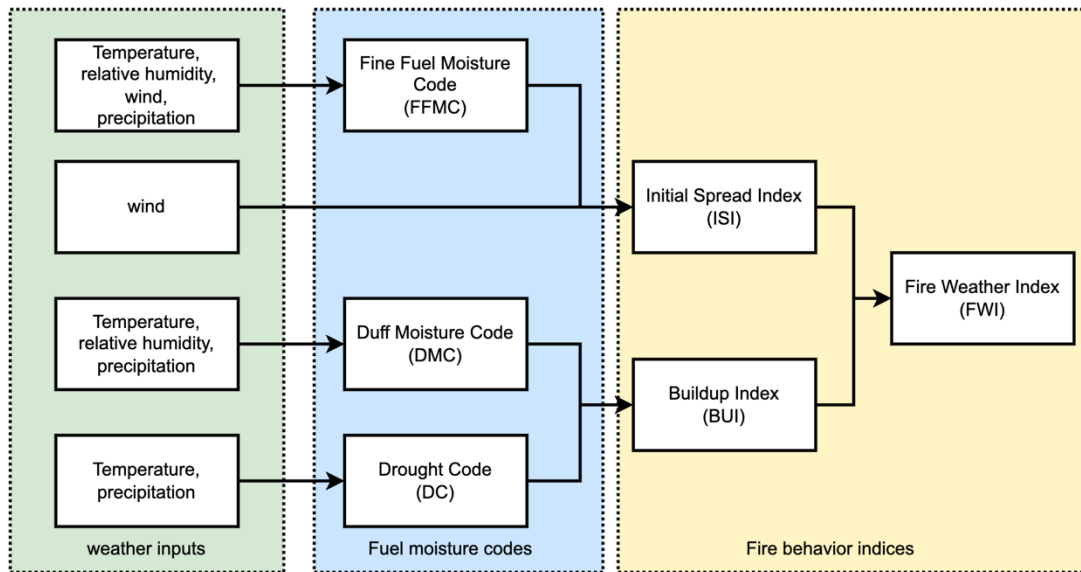 Temperature,
relative humidity,
wind,
precipitation
Fine Fuel Moisture
Code
(FFMC)
wind
Initial Spread Index
(ISI)
Fire Weather Index
(FWI)
Temperature,
relative humidity,
precipitation
Duff Moisture Code
(DMC)
Buildup Index
(BUI)
Temperature,
precipitation
Drought Code
(DC)
weather inputs
Fuel moisture codes
Fire behavior indices